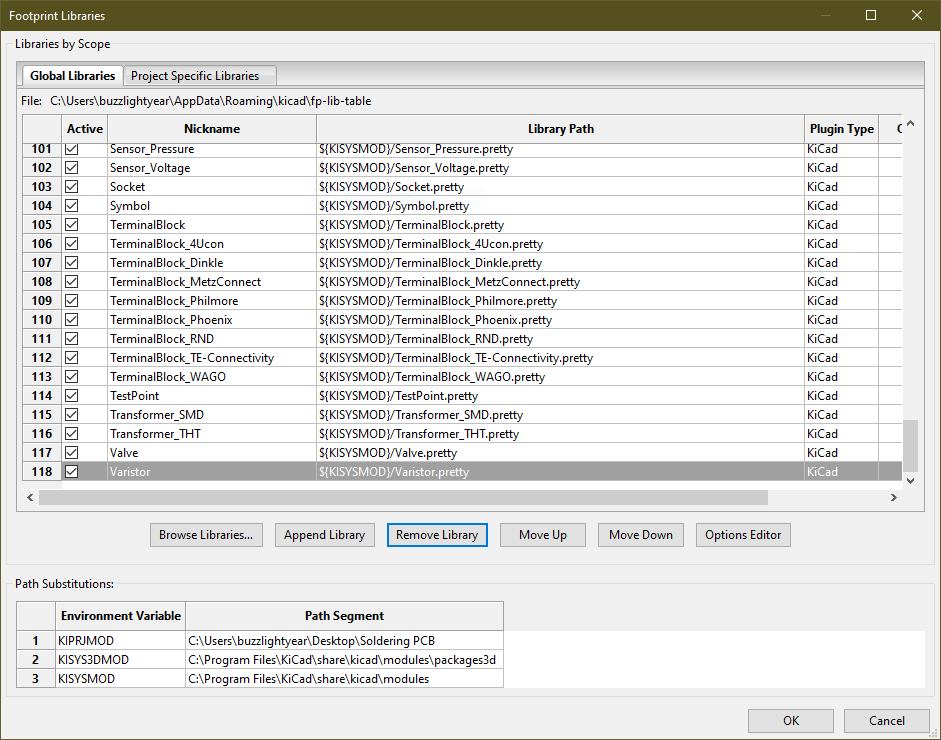 Footprint Libraries
Libraries by Scope
Global Libraries Project Specific Libraries
File: C:\Users\buzzlightyear\AppData\Roaming\kicad\fp-lib-table
Active Nickname Library Path Plugin Type
101 Sensor_Pressure ${KISYSMOD}/Sensor_Pressure.pretty KiCad
102 Sensor_Voltage ${KISYSMOD}/Sensor_Voltage.pretty KiCad
103 Socket ${KISYSMOD}/Socket.pretty KiCad
104 Symbol ${KISYSMOD}/Symbol.pretty KiCad
105 TerminalBlock ${KISYSMOD}/TerminalBlock.pretty KiCad
106 TerminalBlock_4Ucon ${KISYSMOD}/TerminalBlock_4Ucon.pretty KiCad
107 TerminalBlock_Dinkle ${KISYSMOD}/TerminalBlock_Dinkle.pretty KiCad
108 TerminalBlock_MetzConnect ${KISYSMOD}/TerminalBlock_MetzConnect.pretty KiCad
109 TerminalBlock_Philmore ${KISYSMOD}/TerminalBlock_Philmore.pretty KiCad
110 TerminalBlock_Phoenix ${KISYSMOD}/TerminalBlock_Phoenix.pretty KiCad
111 TerminalBlock_RND ${KISYSMOD}/TerminalBlock_RND.pretty KiCad
112 TerminalBlock_TE-Connectivity ${KISYSMOD}/TerminalBlock_TE-Connectivity.pretty KiCad
113 TerminalBlock_WAGO ${KISYSMOD}/TerminalBlock_WAGO.pretty KiCad
114 TestPoint ${KISYSMOD}/TestPoint.pretty KiCad
115 Transformer_SMD ${KISYSMOD}/Transformer_SMD.pretty KiCad
116 Transformer_THT ${KISYSMOD}/Transformer_THT.pretty KiCad
117 Valve ${KISYSMOD}/Valve.pretty KiCad
118 Varistor ${KISYSMOD}/Varistor.pretty KiCad
Browse Libraries... Append Library Remove Library Move Up Move Down Options Editor
Path Substitutions:
Environment Variable Path Segment
1 KIPRJMOD C:\Users\buzzlightyear\Desktop\Soldering PCB
2 KISYS3DMOD C:\Program Files\KiCad\share\kicad\modules\packages3d
3 KISYSMOD C:\Program Files\KiCad\share\kicad\modules
OK Cancel